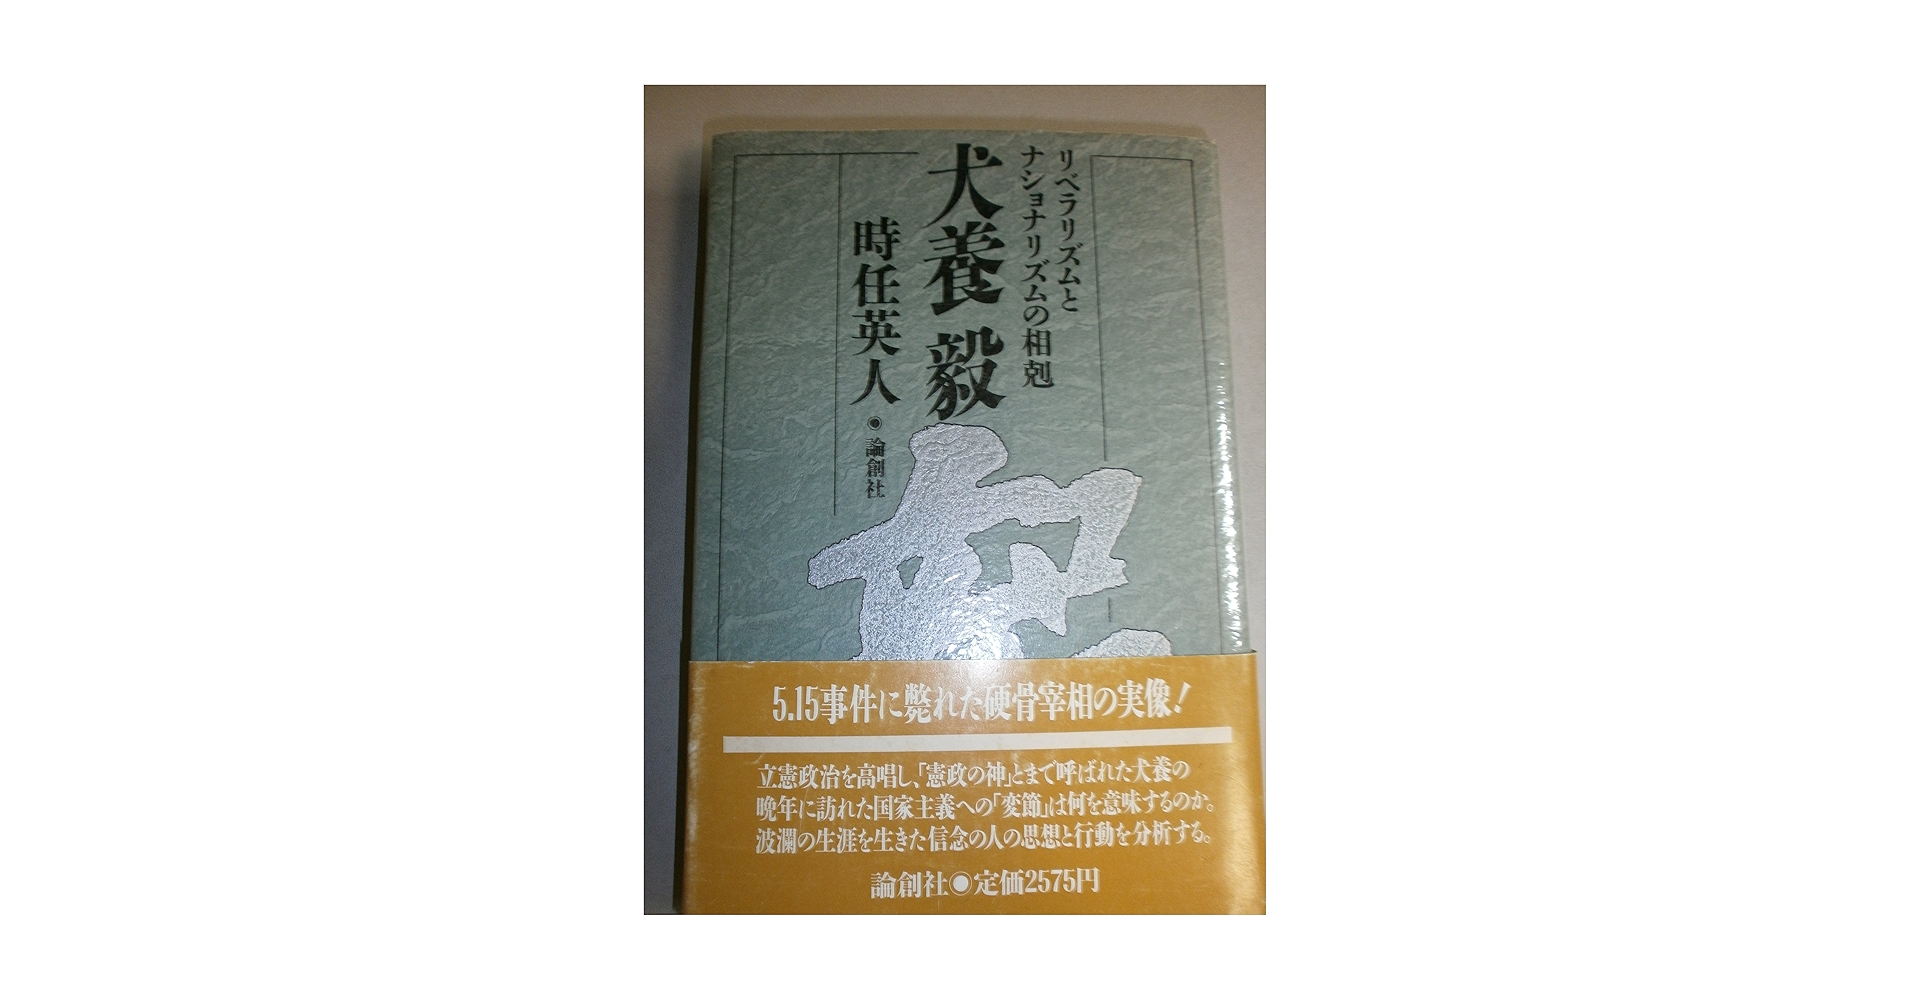 リベラリズムと
ナショナリズムの相剋
犬養 毅
時任英人
◉論創社
5.15事件に斃れた硬骨宰相の実像!
立憲政治を高唱し、「憲政の神」とまで呼ばれた犬養の
晩年に訪れた国家主義への「変節」は何を意味するのか。
波瀾の生涯を生きた信念の人の思想と行動を分析する。
論創社◉定価2575円